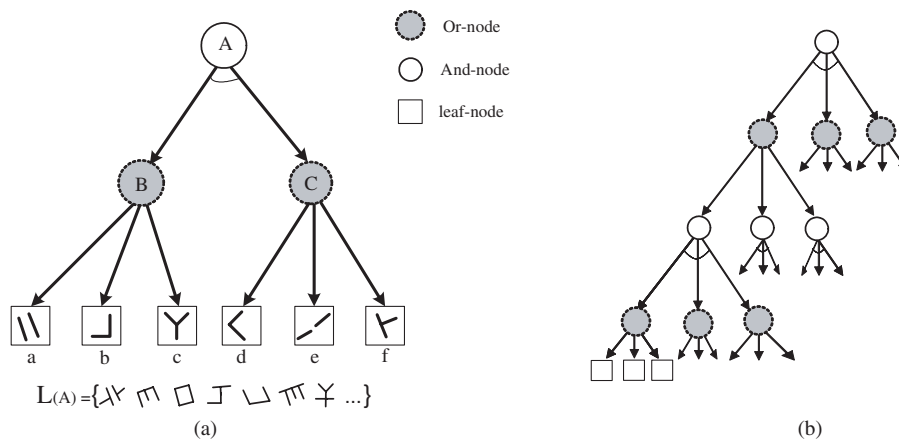 A
Or-node
And-node
leaf-node
B
C
a
b
c
d
e
f
L(A) ={ ...}
(a)
(b)